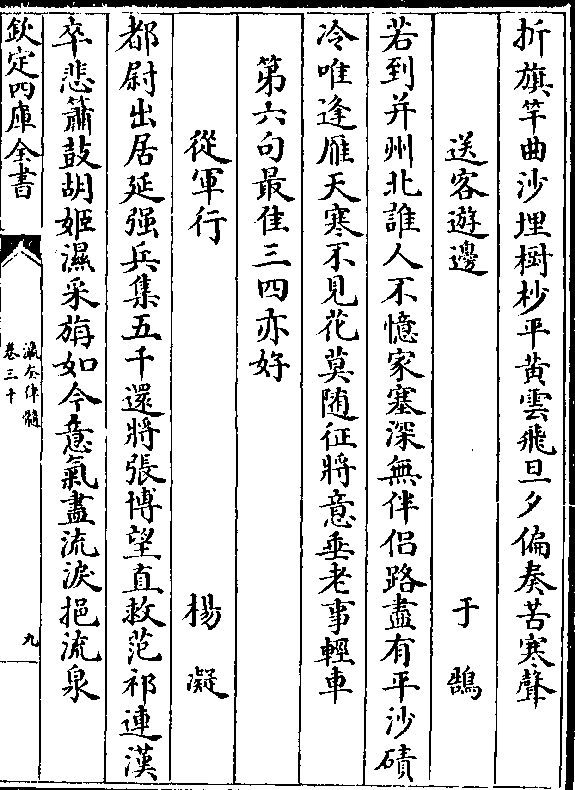 折旗竿曲沙埋樹杪平黃雲飛旦夕偏奏苦寒聲
送客遊邊 于鵠
若到并州北誰人不憶家塞深無伴侶路盡有平沙磧
冷唯逢雁天寒不見花莫随征將意垂老事輕車
第六句最佳三四亦好
從軍行 楊凝
都尉出居延强兵集五千還將張博望直救范祁連漢
卒悲簫鼓胡姬濕采旃如今意氣盡流淚挹流泉
欽定四庫全書
瀛奎律髓
卷三十
九